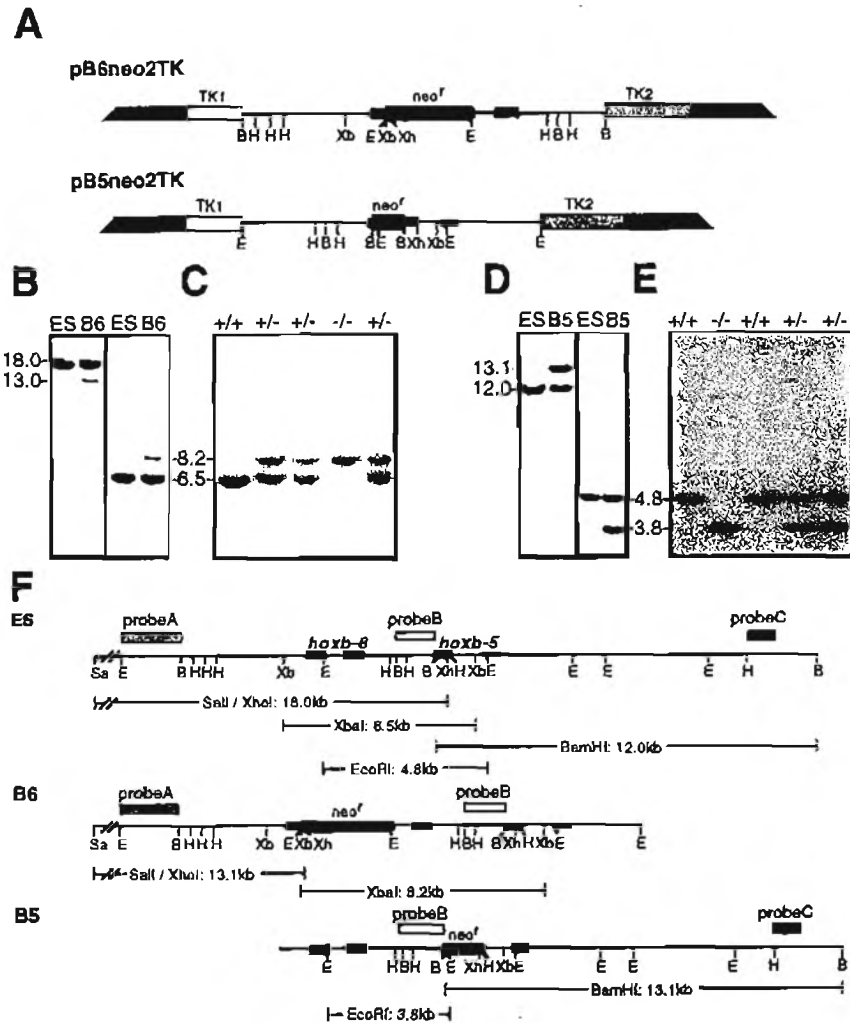 A
pB6neo2TK
TK1 neoʳ TK2
B H H H Xb E Xb Xh E H B H B
pB5neo2TK
TK1 neoʳ TK2
E H B H B E B Xh Xb E E
B C D E
ES B6 ES B6 +/+ +/- +/- -/- +/- ES B5 ES B5 +/+ -/- +/+ +/- +/-
18.0-
13.0-
-8.2-
-6.5-
13.1-
12.0-
-4.8-
-3.8-
F
ES
probeA probeB probeC
hoxb-6 hoxb-5
Sa E B H H H Xb E H B H B Xh H Xb E E E E H B
SalI / XhoI: 18.0kb
XbaI: 6.5kb
BamHI: 12.0kb
EcoRI: 4.8kb
B6
probeA neoʳ probeB
Sa E B H H H Xb E Xb Xh E H B H B Xh H Xb E E
SalI / XhoI: 13.1kb
XbaI: 8.2kb
B5
probeB neoʳ probeC
E H B H B E Xh H Xb E E E E H B
BamHI: 13.1kb
EcoRI: 3.8kb